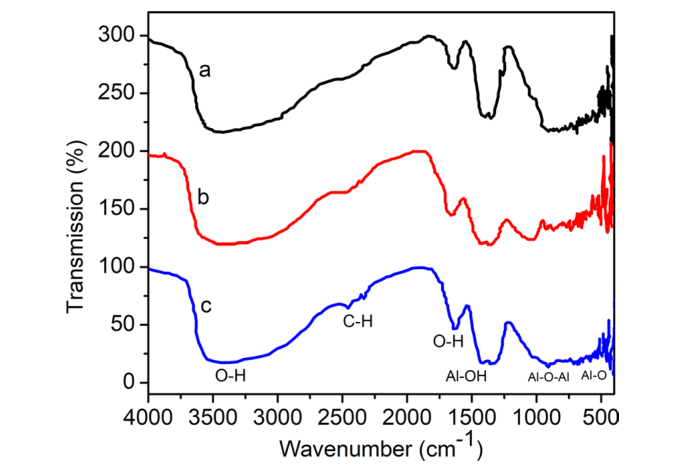 300
250
200
150
100
50
0
Transmission (%)
a
b
c
C-H
O-H
O-H
Al-OH
Al-O-Al
Al-O
4000 3500 3000 2500 2000 1500 1000 500
Wavenumber (cm-1)